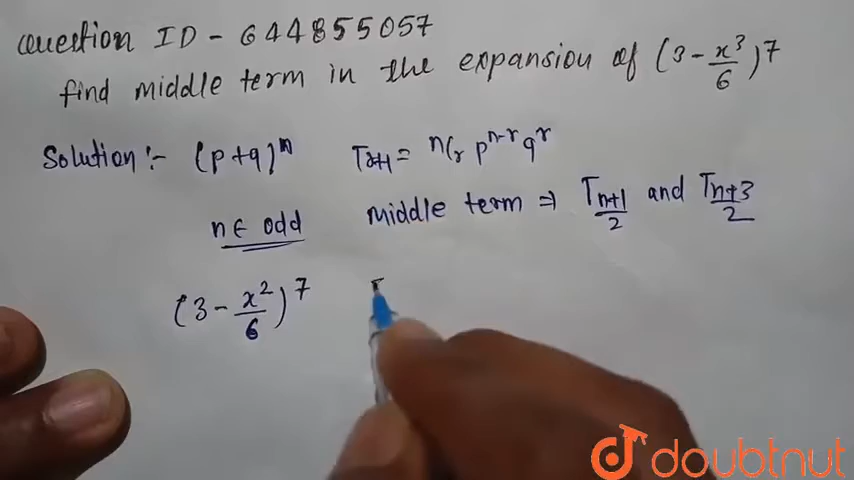 Question ID - 644855057
find middle term in the expansion of (3 - x³/6)⁷
Solution :- (p+q)ⁿ Tr+1 = nCr pⁿ⁻ʳ qʳ
n ∈ odd middle term ⇒ T(n+1)/2 and T(n+3)/2
(3 - x²/6)⁷ T
doubtnut